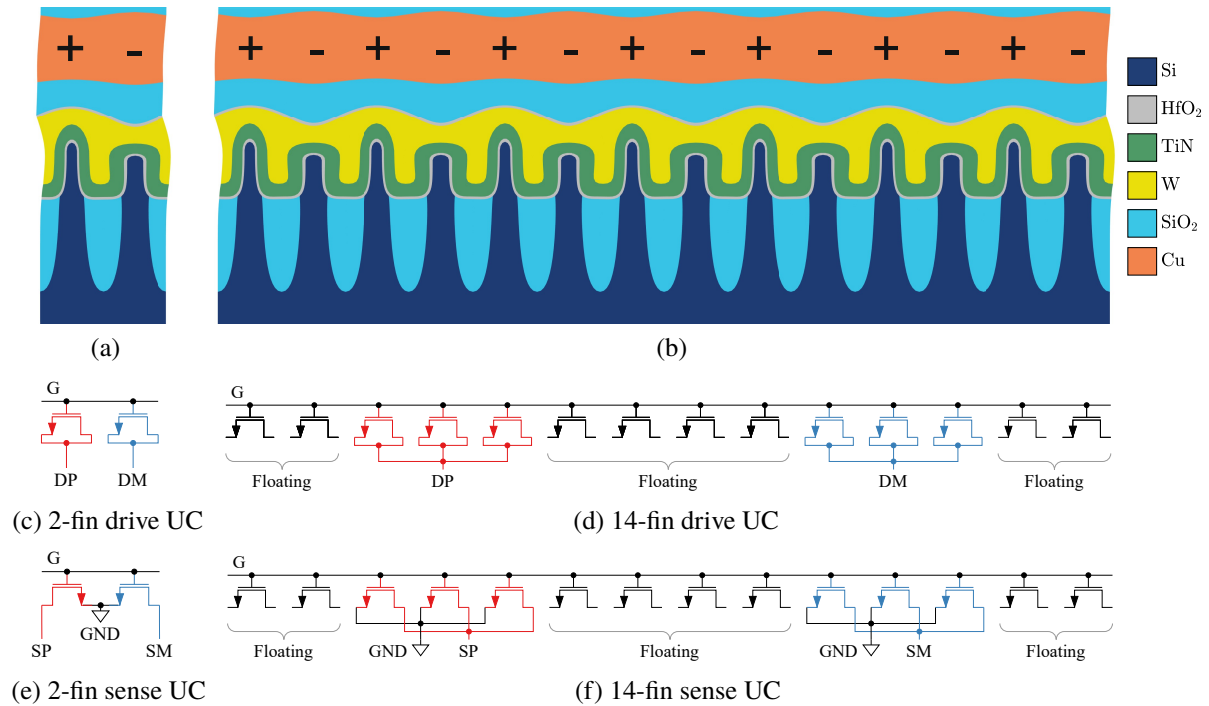 + - + - + - + - + - + - + - + -
Si
HfO₂
TiN
W
SiO₂
Cu
(a)
(b)
G
DP
DM
(c) 2-fin drive UC
G
Floating
DP
Floating
DM
Floating
(d) 14-fin drive UC
G
GND
SP
SM
(e) 2-fin sense UC
G
Floating
GND
SP
Floating
GND
SM
Floating
(f) 14-fin sense UC